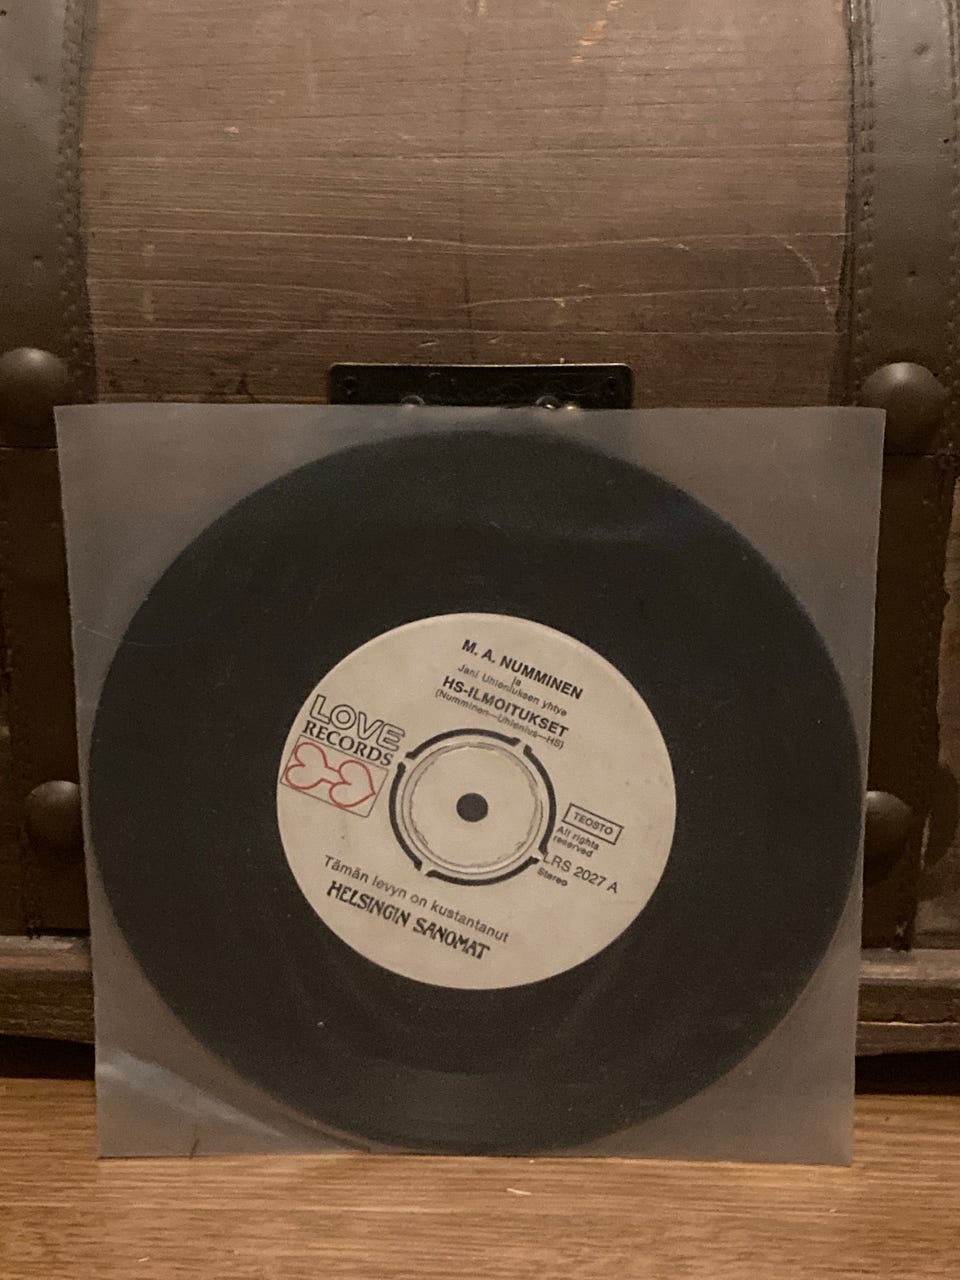 M. A. NUMMINEN
ja
Jani Uhleniuksen yhtye
HS-ILMOITUKSET
(Numminen—Uhlenius—HS)
LOVE
RECORDS
TEOSTO
All rights
reserved
LRS 2027 A
Stereo
Tämän levyn on kustantanut
HELSINGIN SANOMAT